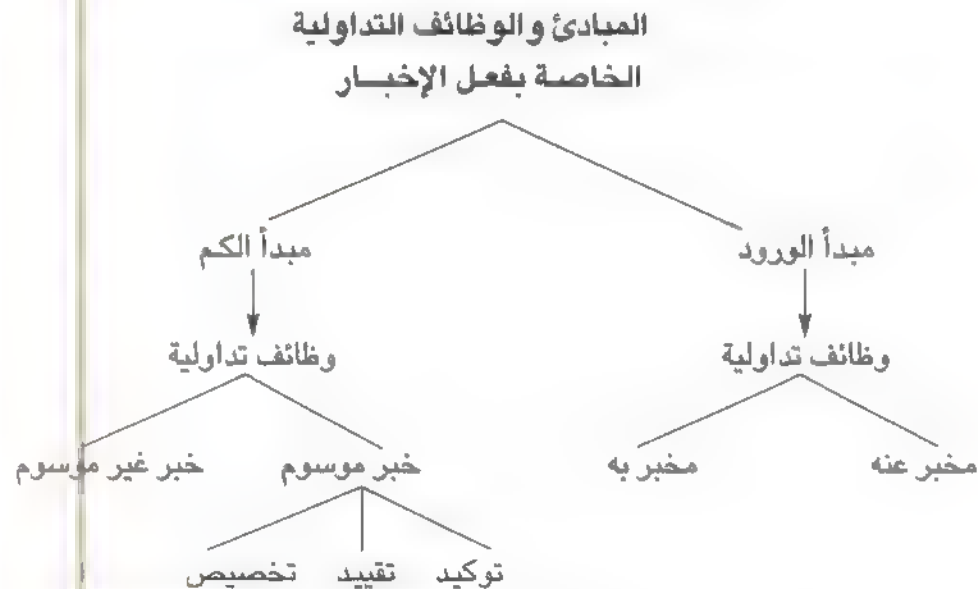 المبادئ والوظائف التداولية
الخاصة بفعل الإخبــار
مبدأ الورود
مبدأ الكم
وظائف تداولية
وظائف تداولية
مخبر عنه
مخبر به
خبر موسوم
خبر غير موسوم
توكيد
تقييد
تخصيص